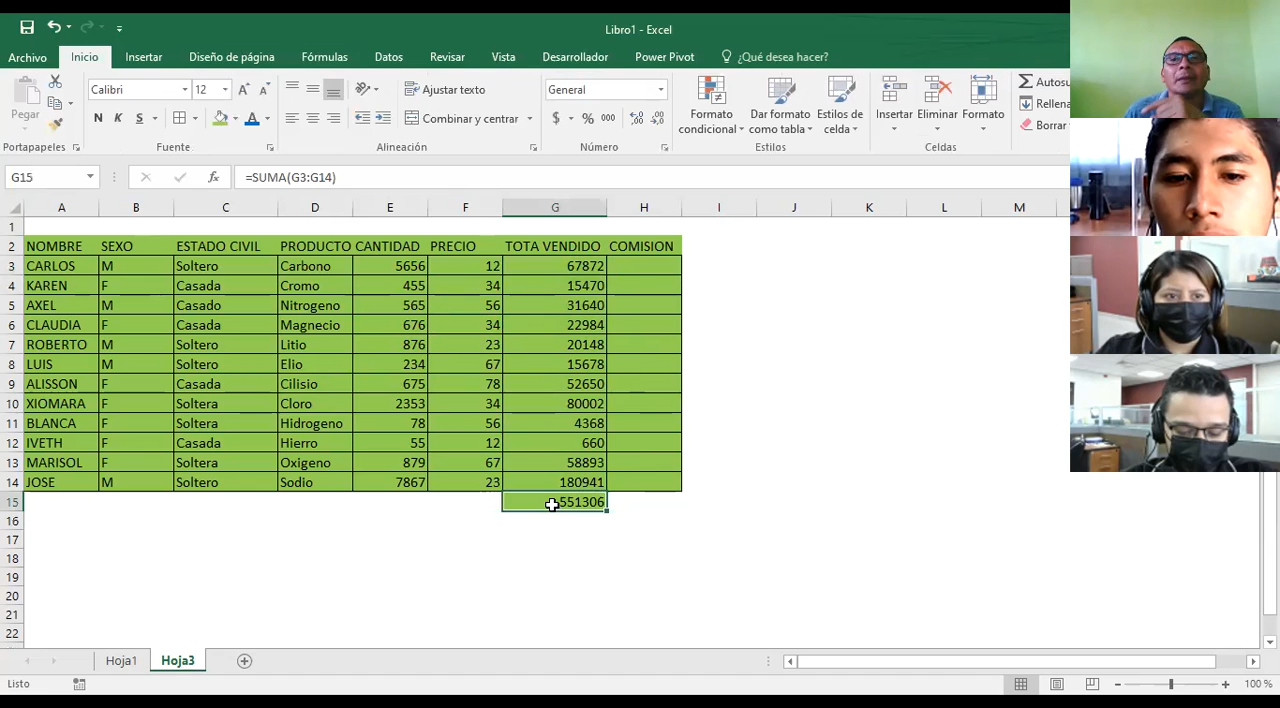 Libro1 - Excel
Archivo Inicio Insertar Diseño de página Fórmulas Datos Revisar Vista Desarrollador Power Pivot ¿Qué desea hacer?
Pegar
Calibri 12 Ajustar texto General Autosu
N K S Combinar y centrar $ % 000 Rellena
Formato condicional Dar formato como tabla Estilos de celda Insertar Eliminar Formato Borrar
Portapapeles Fuente Alineación Número Estilos Celdas
G15 fx =SUMA(G3:G14)
A B C D E F G H I J K L M
1
2 NOMBRE SEXO ESTADO CIVIL PRODUCTO CANTIDAD PRECIO TOTA VENDIDO COMISION
3 CARLOS M Soltero Carbono 5656 12 67872
4 KAREN F Casada Cromo 455 34 15470
5 AXEL M Casado Nitrogeno 565 56 31640
6 CLAUDIA F Casada Magnecio 676 34 22984
7 ROBERTO M Soltero Litio 876 23 20148
8 LUIS M Soltero Elio 234 67 15678
9 ALISSON F Casada Cilisio 675 78 52650
10 XIOMARA F Soltera Cloro 2353 34 80002
11 BLANCA F Soltera Hidrogeno 78 56 4368
12 IVETH F Casada Hierro 55 12 660
13 MARISOL F Soltera Oxigeno 879 67 58893
14 JOSE M Soltero Sodio 7867 23 180941
15 551306
16
17
18
19
20
21
22
Hoja1 Hoja3
Listo 100 %